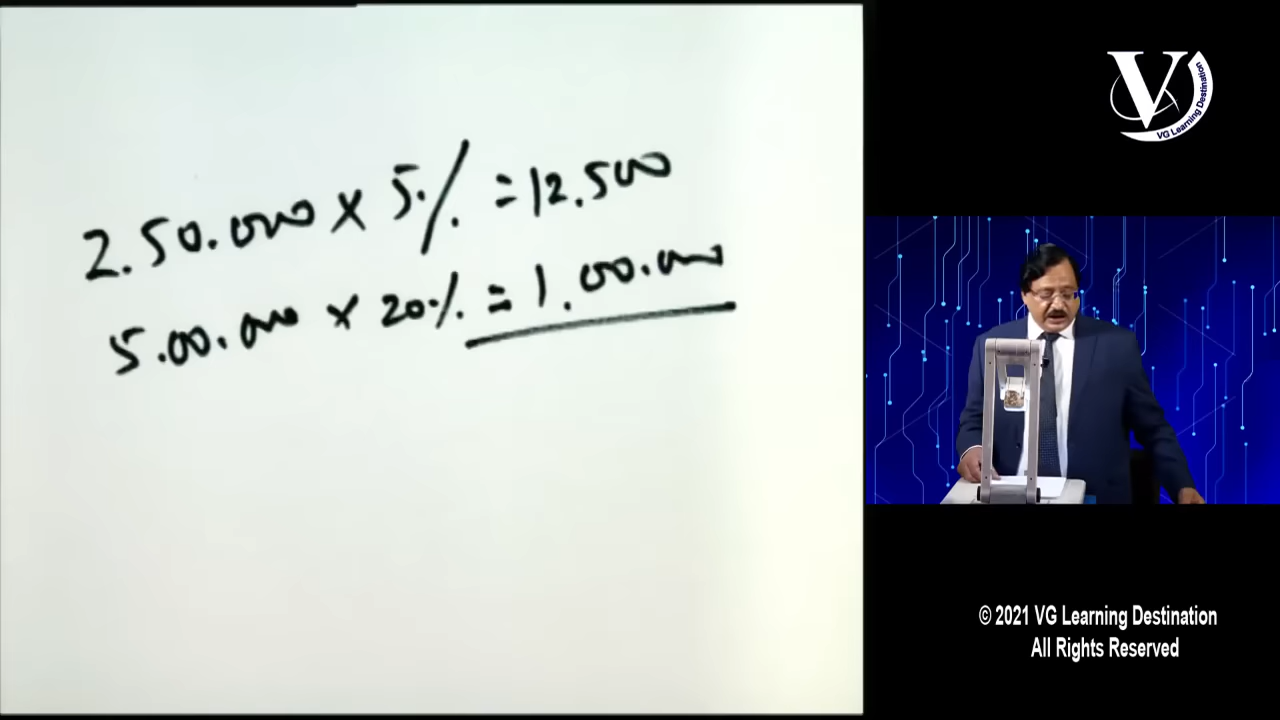 2.50.000 x 5% = 12.500
5.00.000 x 20% = 1.00.000
V
VG Learning Destination
© 2021 VG Learning Destination
All Rights Reserved